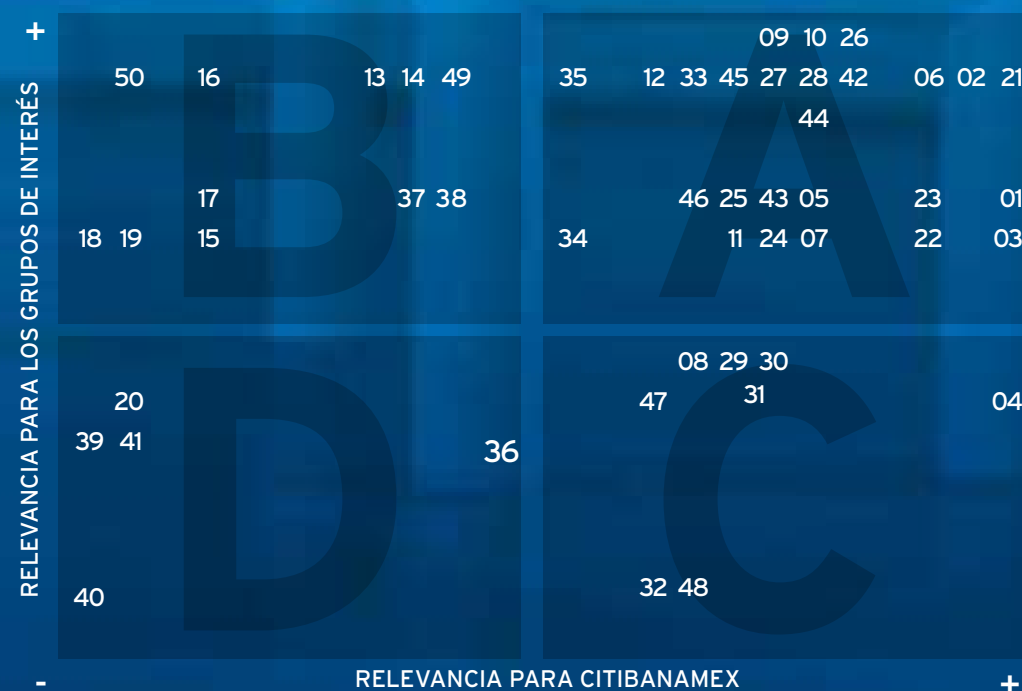 +
RELEVANCIA PARA LOS GRUPOS DE INTERÉS
B
50 16 13 14 49
17 37 38
18 19 15
A
09 10 26
35 12 33 45 27 28 42 06 02 21
44
46 25 43 05 23 01
34 11 24 07 22 03
D
20
39 41
36
40
C
08 29 30
31
47 04
32 48
-
RELEVANCIA PARA CITIBANAMEX
+